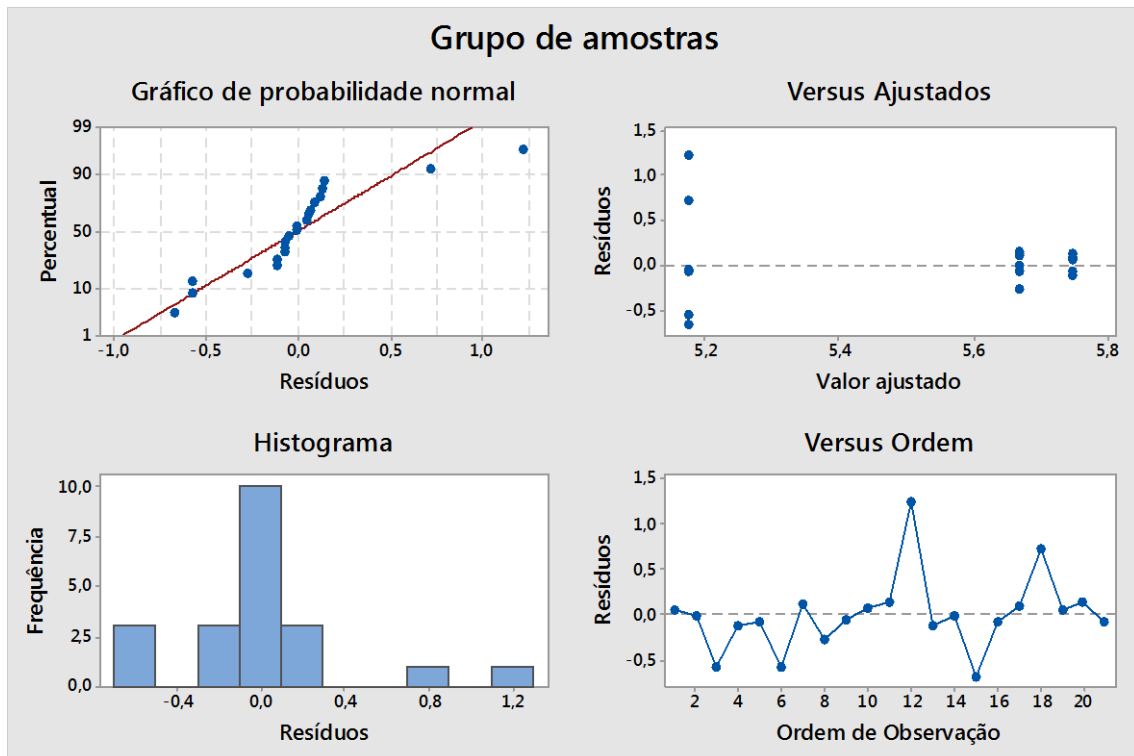 Grupo de amostras
Gráfico de probabilidade normal
99
90
50
10
1
Percentual
-1,0 -0,5 0,0 0,5 1,0
Resíduos
Versus Ajustados
1,5
1,0
0,5
0,0
-0,5
Resíduos
5,2 5,4 5,6 5,8
Valor ajustado
Histograma
10,0
7,5
5,0
2,5
0,0
Frequência
-0,4 0,0 0,4 0,8 1,2
Resíduos
Versus Ordem
1,5
1,0
0,5
0,0
-0,5
Resíduos
2 4 6 8 10 12 14 16 18 20
Ordem de Observação